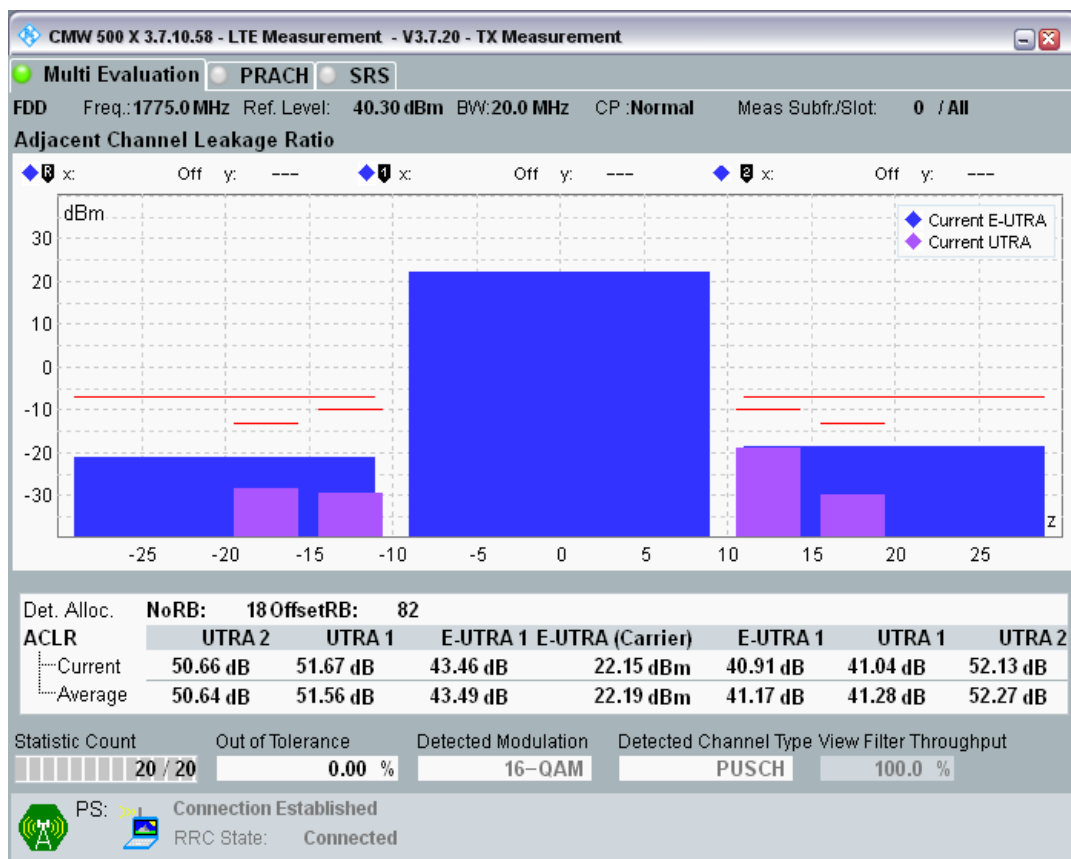 CMW 500 X 3.7.10.58 - LTE Measurement - V3.7.20 - TX Measurement
Multi Evaluation PRACH SRS
FDD Freq.: 1775.0 MHz Ref. Level: 40.30 dBm BW: 20.0 MHz CP : Normal Meas Subfr./Slot: 0 / All
Adjacent Channel Leakage Ratio
R x: Off y: --- 1 x: Off y: --- 2 x: Off y: ---
dBm
Current E-UTRA
Current UTRA
30
20
10
0
-10
-20
-30
z
-25 -20 -15 -10 -5 0 5 10 15 20 25
Det. Alloc. NoRB: 18 OffsetRB: 82
ACLR UTRA 2 UTRA 1 E-UTRA 1 E-UTRA (Carrier) E-UTRA 1 UTRA 1 UTRA 2
Current 50.66 dB 51.67 dB 43.46 dB 22.15 dBm 40.91 dB 41.04 dB 52.13 dB
Average 50.64 dB 51.56 dB 43.49 dB 22.19 dBm 41.17 dB 41.28 dB 52.27 dB
Statistic Count Out of Tolerance Detected Modulation Detected Channel Type View Filter Throughput
20 / 20 0.00 % 16-QAM PUSCH 100.0 %
PS: Connection Established
RRC State: Connected